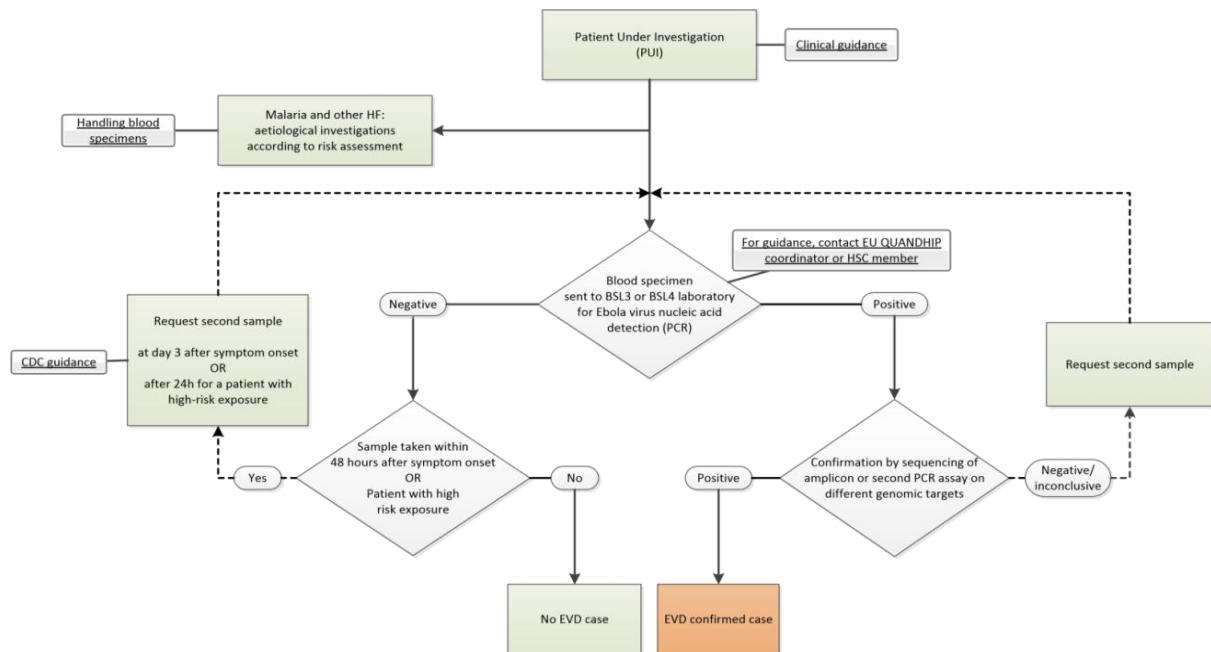 Patient Under Investigation
(PUI)
Clinical guidance
Handling blood
specimens
Malaria and other HF:
aetiological investigations
according to risk assessment
For guidance, contact EU QUANDHIP
coordinator or HSC member
Blood specimen
sent to BSL3 or BSL4 laboratory
for Ebola virus nucleic acid
detection (PCR)
Negative
Positive
CDC guidance
Request second sample
at day 3 after symptom onset
OR
after 24h for a patient with
high-risk exposure
Request second sample
Yes
Sample taken within
48 hours after symptom onset
OR
Patient with high
risk exposure
No
Positive
Confirmation by sequencing of
amplicon or second PCR assay on
different genomic targets
Negative/
inconclusive
No EVD case
EVD confirmed case